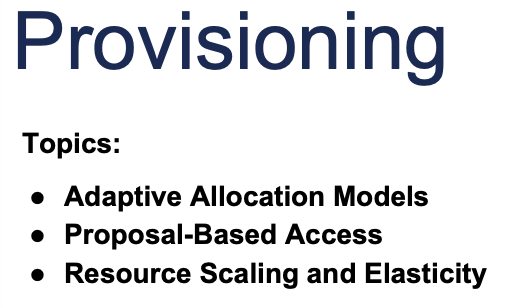 Provisioning
Topics:
● Adaptive Allocation Models
● Proposal-Based Access
● Resource Scaling and Elasticity